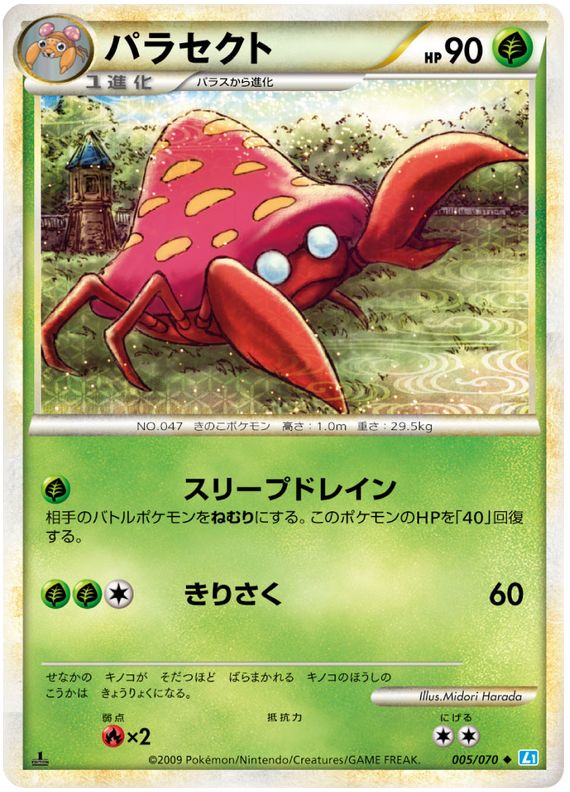 パラセクト
HP 90
1進化
パラスから進化
NO.047 きのこポケモン 高さ：1.0m 重さ：29.5kg
スリープドレイン
相手のバトルポケモンをねむりにする。このポケモンのHPを「40」回復
する。
きりさく 60
せなかの キノコが そだつほど ばらまかれる キノコのほうしの
こうかは きょうりょくになる。
Illus.Midori Harada
弱点 抵抗力 にげる
×2
1 EDITION
©2009 Pokémon/Nintendo/Creatures/GAME FREAK.
005/070 ◆ L1